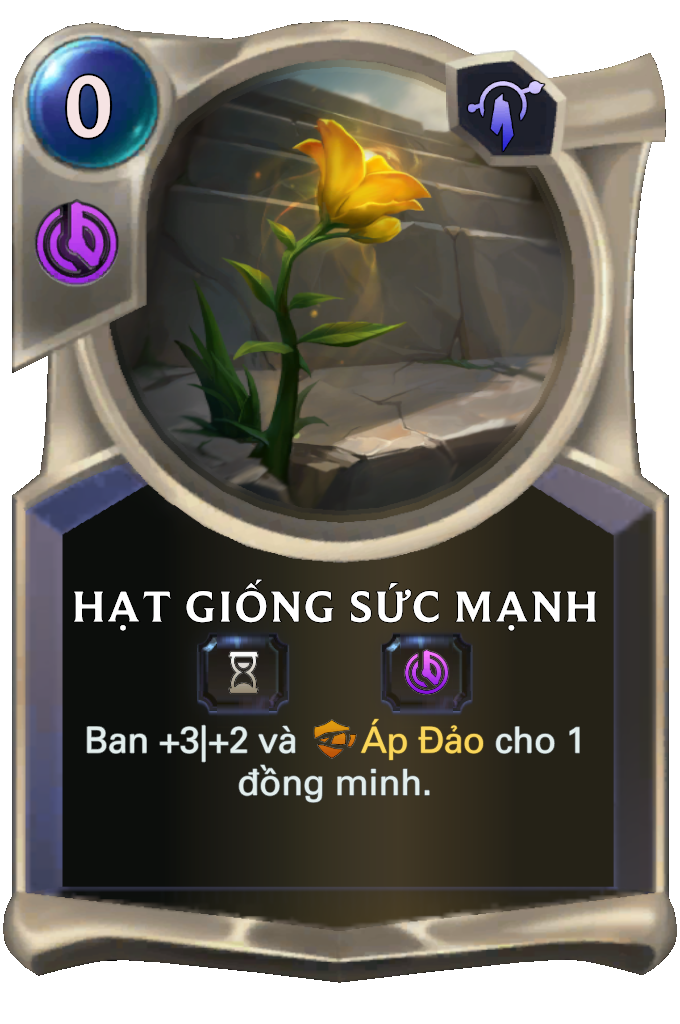 0
HẠT GIỐNG SỨC MẠNH
Ban +3|+2 và Áp Đảo cho 1
đồng minh.